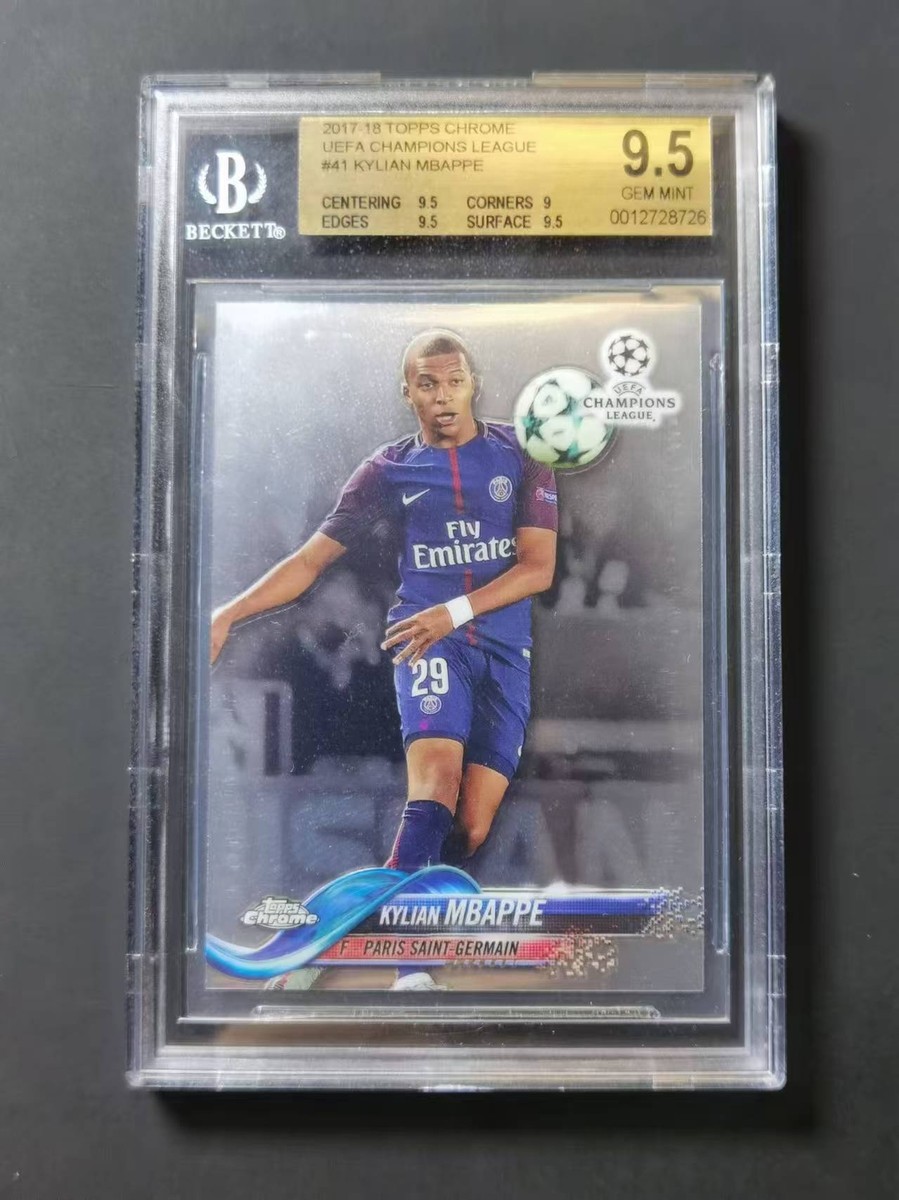 2017-18 TOPPS CHROME
UEFA CHAMPIONS LEAGUE
#41 KYLIAN MBAPPE
CENTERING 9.5 CORNERS 9
EDGES 9.5 SURFACE 9.5
9.5
GEM MINT
0012728726
B
BECKETT®
UEFA
CHAMPIONS
LEAGUE
Fly
Emirates
29
Topps
Chrome
KYLIAN MBAPPE
F PARIS SAINT-GERMAIN